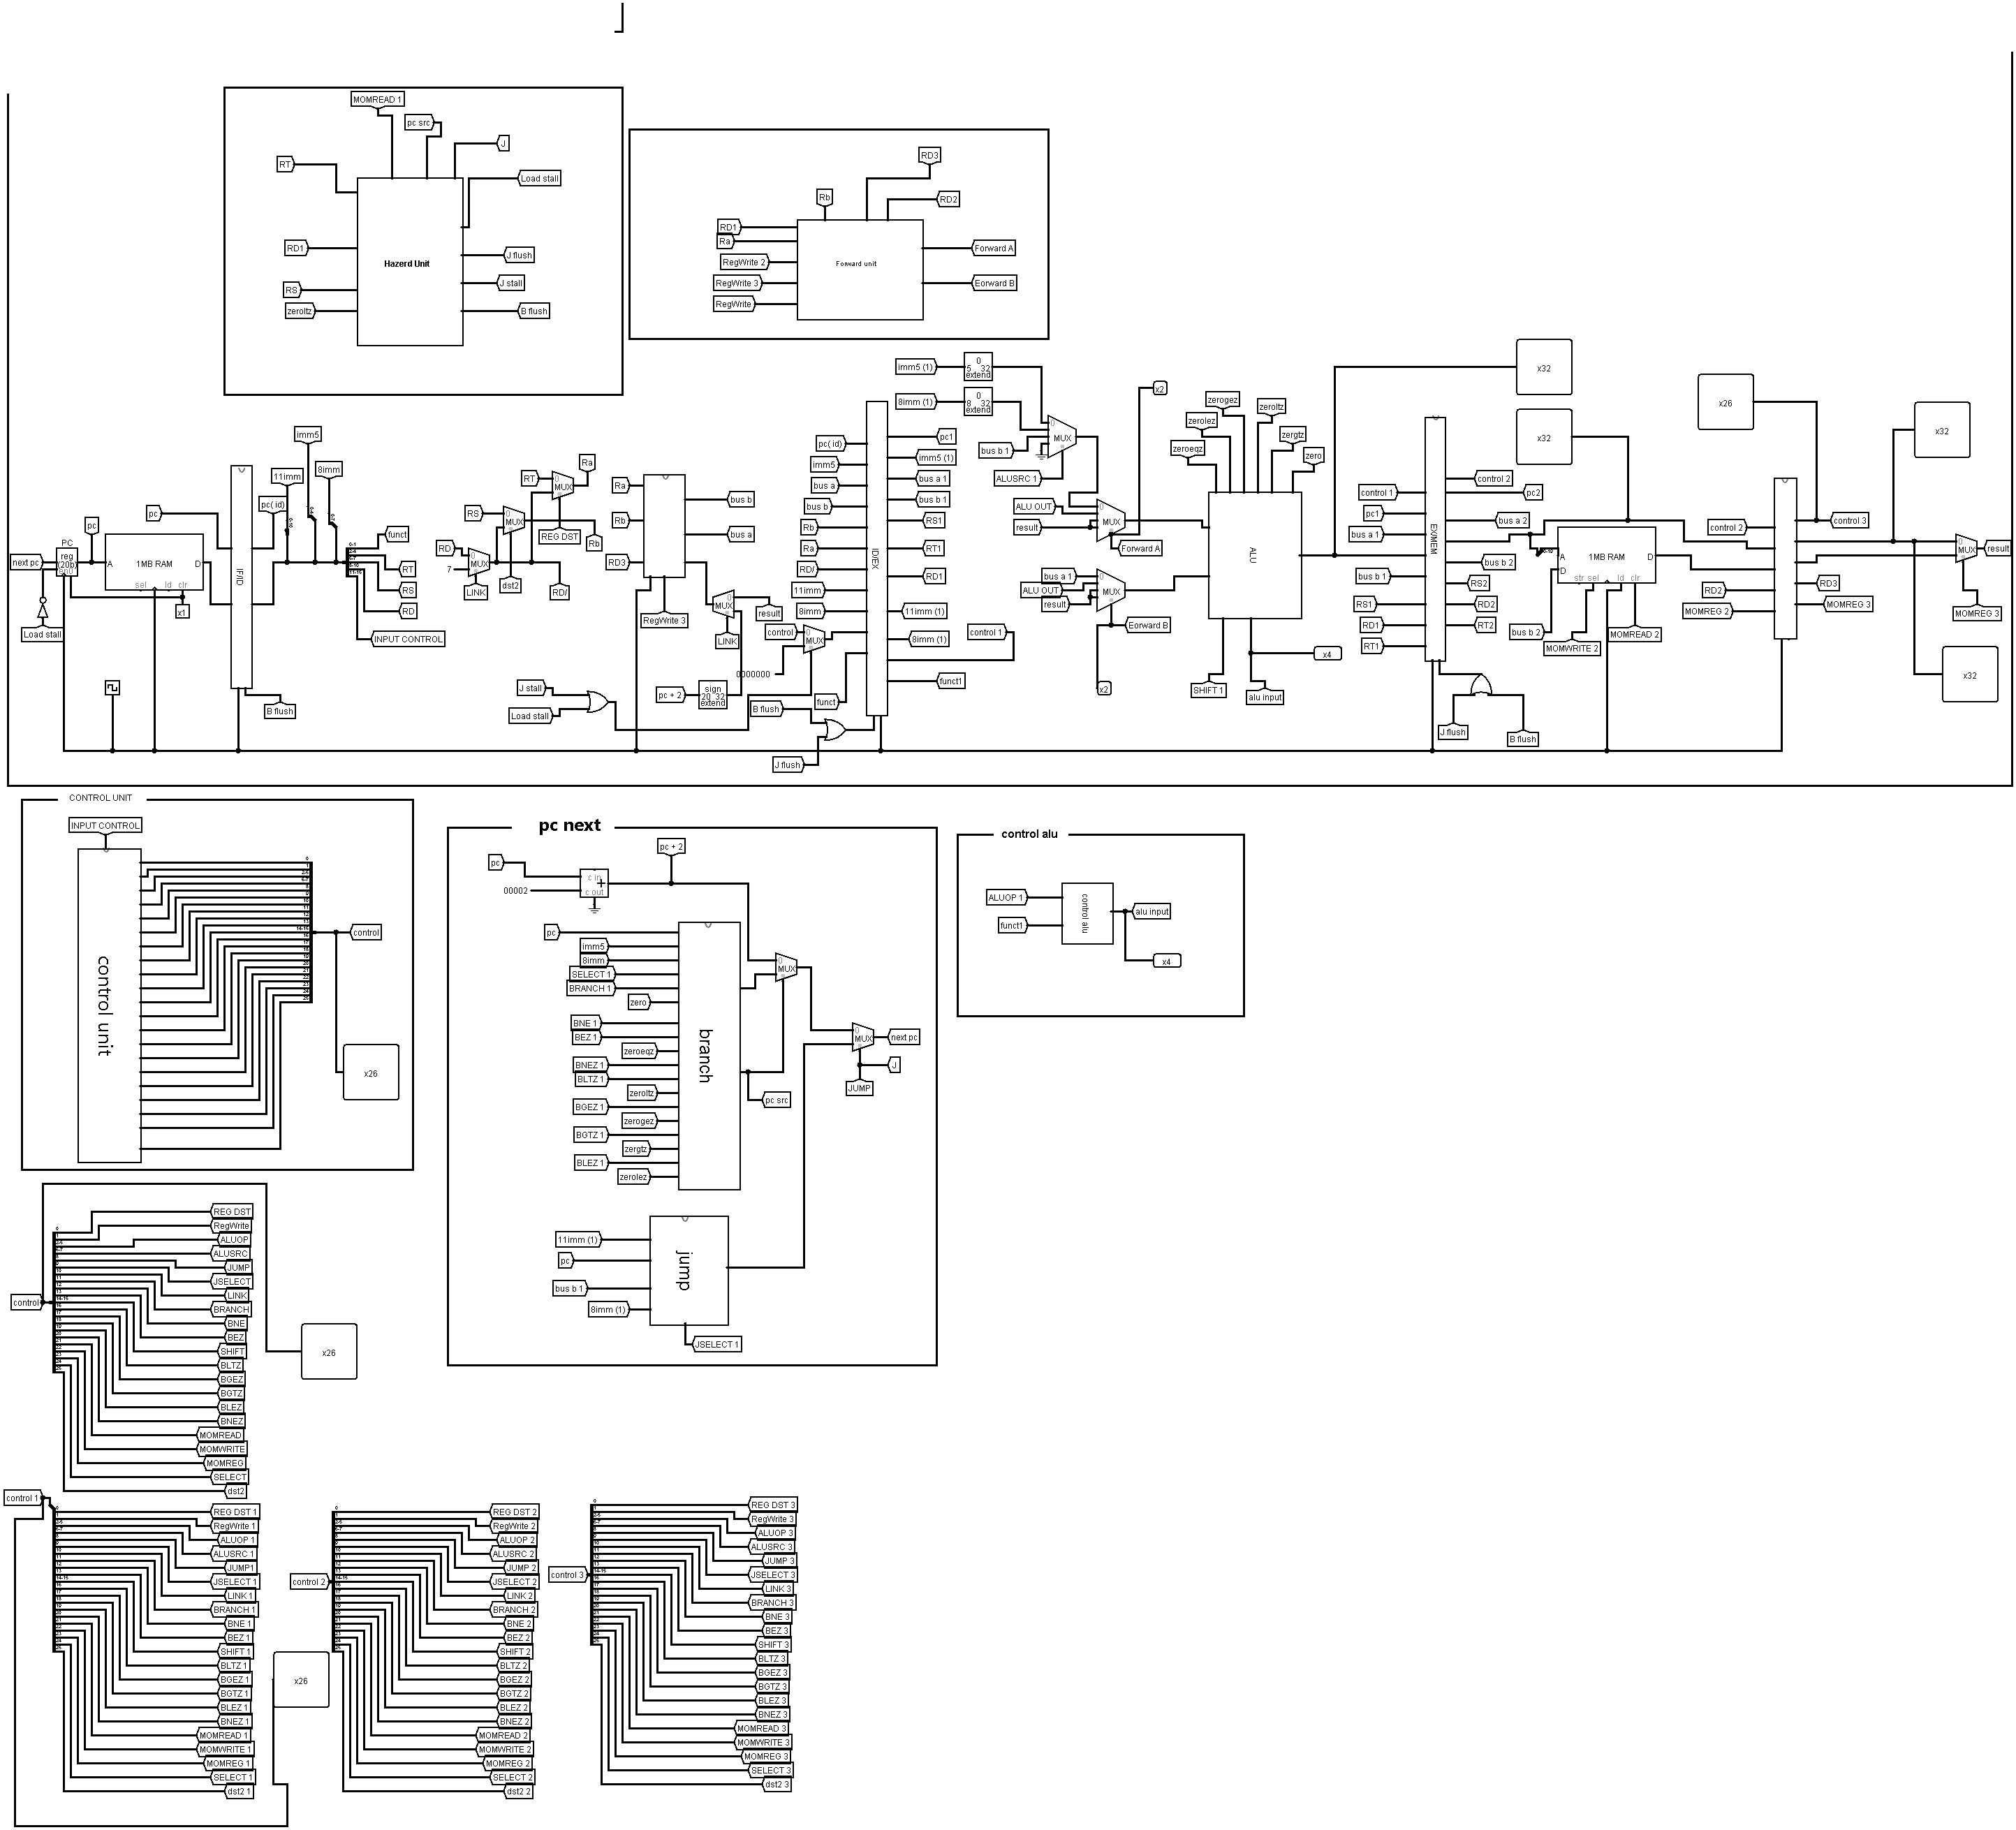 MOMREAD 1
pc src
J
RT
Load stall
RD1
Hazerd Unit
J flush
RS
J stall
zeroltz
B flush
RD3
Rb
RD2
RD1
Ra
Forward A
RegWrite 2
Forward unit
RegWrite 3
Eorward B
RegWrite
next pc
PC
reg
(20b)
Load stall
pc
A
1MB RAM
D
sel
ld
clr
x1
pc
IF/ID
B flush
pc( id)
11imm
imm5
8imm
funct
RT
RS
RD
INPUT CONTROL
RD
7
MUX
LINK
RS
MUX
dst2
RT
MUX
REG DST
Ra
Rb
RD/
Ra
Rb
RD3
bus b
bus a
RegWrite 3
MUX
result
LINK
pc + 2
sign
20 32
extend
J stall
Load stall
control
0000000
MUX
B flush
J flush
funct
pc( id)
imm5
bus a
bus b
Rb
Ra
RD/
11imm
8imm
ID/EX
pc1
imm5 (1)
bus a 1
bus b 1
RS1
RT1
RD1
11imm (1)
8imm (1)
control 1
funct1
imm5 (1)
0
5 32
extend
8imm (1)
0
8 32
extend
bus b 1
MUX
ALUSRC 1
ALU OUT
result
MUX
Forward A
bus a 1
ALU OUT
result
MUX
Eorward B
x2
x2
zerogez
zerolez
zeroltz
zeroeqz
zergtz
zero
ALU
SHIFT 1
alu input
x4
x32
x32
control 1
pc1
bus a 1
bus b 1
RS1
RD1
RT1
EX/MEM
control 2
pc2
bus a 2
bus b 2
RS2
RD2
RT2
J flush
B flush
A
D
1MB RAM
D
str
sel
ld
clr
bus b 2
MOMWRITE 2
MOMREAD 2
x26
control 2
RD2
MOMREG 2
control 3
RD3
MOMREG 3
x32
x32
MUX
result
MOMREG 3
CONTROL UNIT
INPUT CONTROL
control unit
control
x26
pc next
pc
00002
c in
+
c out
pc + 2
pc
imm5
8imm
SELECT 1
BRANCH 1
zero
BNE 1
BEZ 1
zeroeqz
BNEZ 1
BLTZ 1
zeroltz
BGEZ 1
zerogez
BGTZ 1
zergtz
BLEZ 1
zerolez
branch
MUX
pc src
MUX
next pc
J
JUMP
11imm (1)
pc
bus b 1
8imm (1)
jump
JSELECT 1
control alu
ALUOP 1
funct1
control alu
alu input
x4
control
REG DST
RegWrite
ALUOP
ALUSRC
JUMP
JSELECT
LINK
BRANCH
BNE
BEZ
SHIFT
BLTZ
BGEZ
BGTZ
BLEZ
BNEZ
MOMREAD
MOMWRITE
MOMREG
SELECT
dst2
x26
control 1
REG DST 1
RegWrite 1
ALUOP 1
ALUSRC 1
JUMP1
JSELECT 1
LINK 1
BRANCH 1
BNE 1
BEZ 1
SHIFT 1
BLTZ 1
BGEZ 1
BGTZ 1
BLEZ 1
BNEZ 1
MOMREAD 1
MOMWRITE 1
MOMREG 1
SELECT 1
dst2 1
x26
control 2
REG DST 2
RegWrite 2
ALUOP 2
ALUSRC 2
JUMP 2
JSELECT 2
LINK 2
BRANCH 2
BNE 2
BEZ 2
SHIFT 2
BLTZ 2
BGEZ 2
BGTZ 2
BLEZ 2
BNEZ 2
MOMREAD 2
MOMWRITE 2
MOMREG 2
SELECT 2
dst2 2
control 3
REG DST 3
RegWrite 3
ALUOP 3
ALUSRC 3
JUMP 3
JSELECT 3
LINK 3
BRANCH 3
BNE 3
BEZ 3
SHIFT 3
BLTZ 3
BGEZ 3
BGTZ 3
BLEZ 3
BNEZ 3
MOMREAD 3
MOMWRITE 3
MOMREG 3
SELECT 3
dst2 3